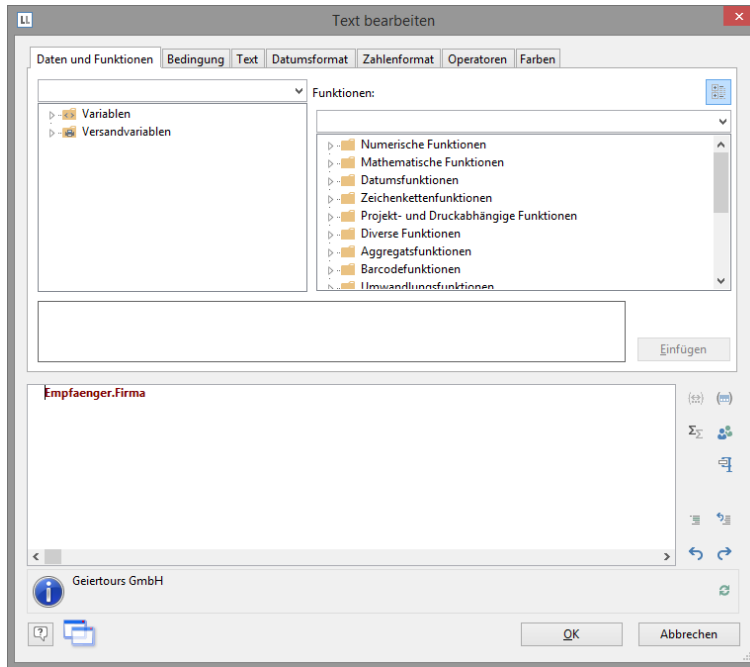 LL Text bearbeiten
Daten und Funktionen Bedingung Text Datumsformat Zahlenformat Operatoren Farben
Funktionen:
Variablen
Versandvariablen
Numerische Funktionen
Mathematische Funktionen
Datumsfunktionen
Zeichenkettenfunktionen
Projekt- und Druckabhängige Funktionen
Diverse Funktionen
Aggregatsfunktionen
Barcodefunktionen
Umwandlungsfunktionen
Einfügen
Empfaenger.Firma
Geiertours GmbH
OK Abbrechen